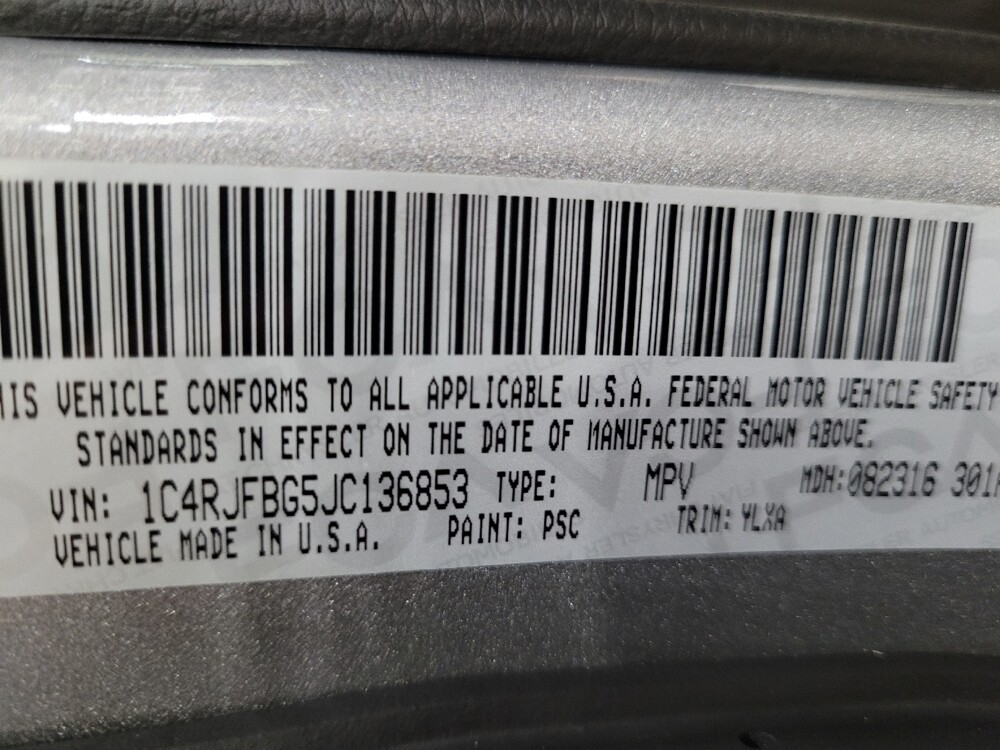 HIS VEHICLE CONFORMS TO ALL APPLICABLE U.S.A. FEDERAL MOTOR VEHICLE SAFETY
STANDARDS IN EFFECT ON THE DATE OF MANUFACTURE SHOWN ABOVE.
VIN: 1C4RJFBG5JC136853 TYPE: MPV MDH:082316 301
VEHICLE MADE IN U.S.A. PAINT: PSC TRIM: YLXA